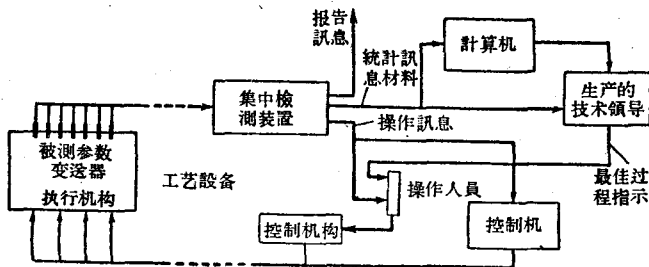 报告
訊息
計算机
統計訊
息材料
集中檢
測装置
生产的
技术領导
操作訊息
被測参数
变送器
执行机构
工艺設备
操作人員
最佳过
程指示
控制机构
控制机